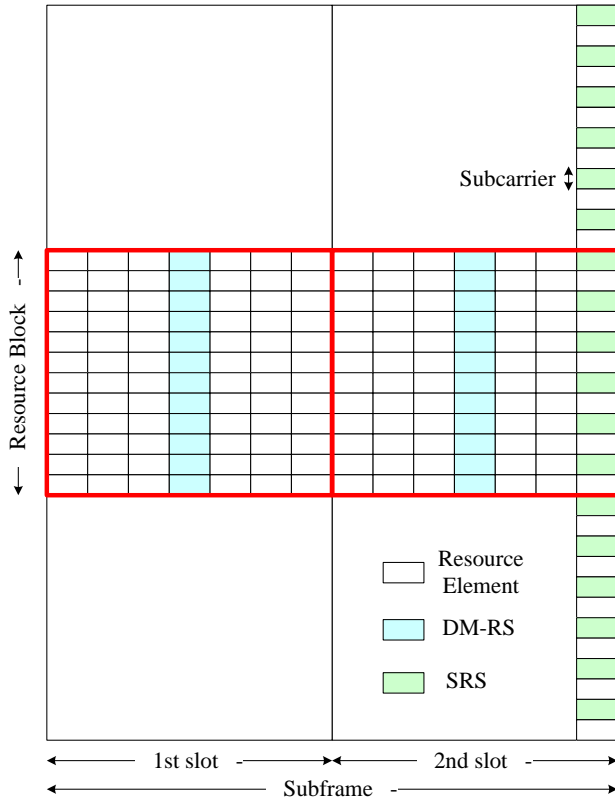 Subcarrier
Resource Block -
Resource
Element
DM-RS
SRS
1st slot -
2nd slot -
Subframe -